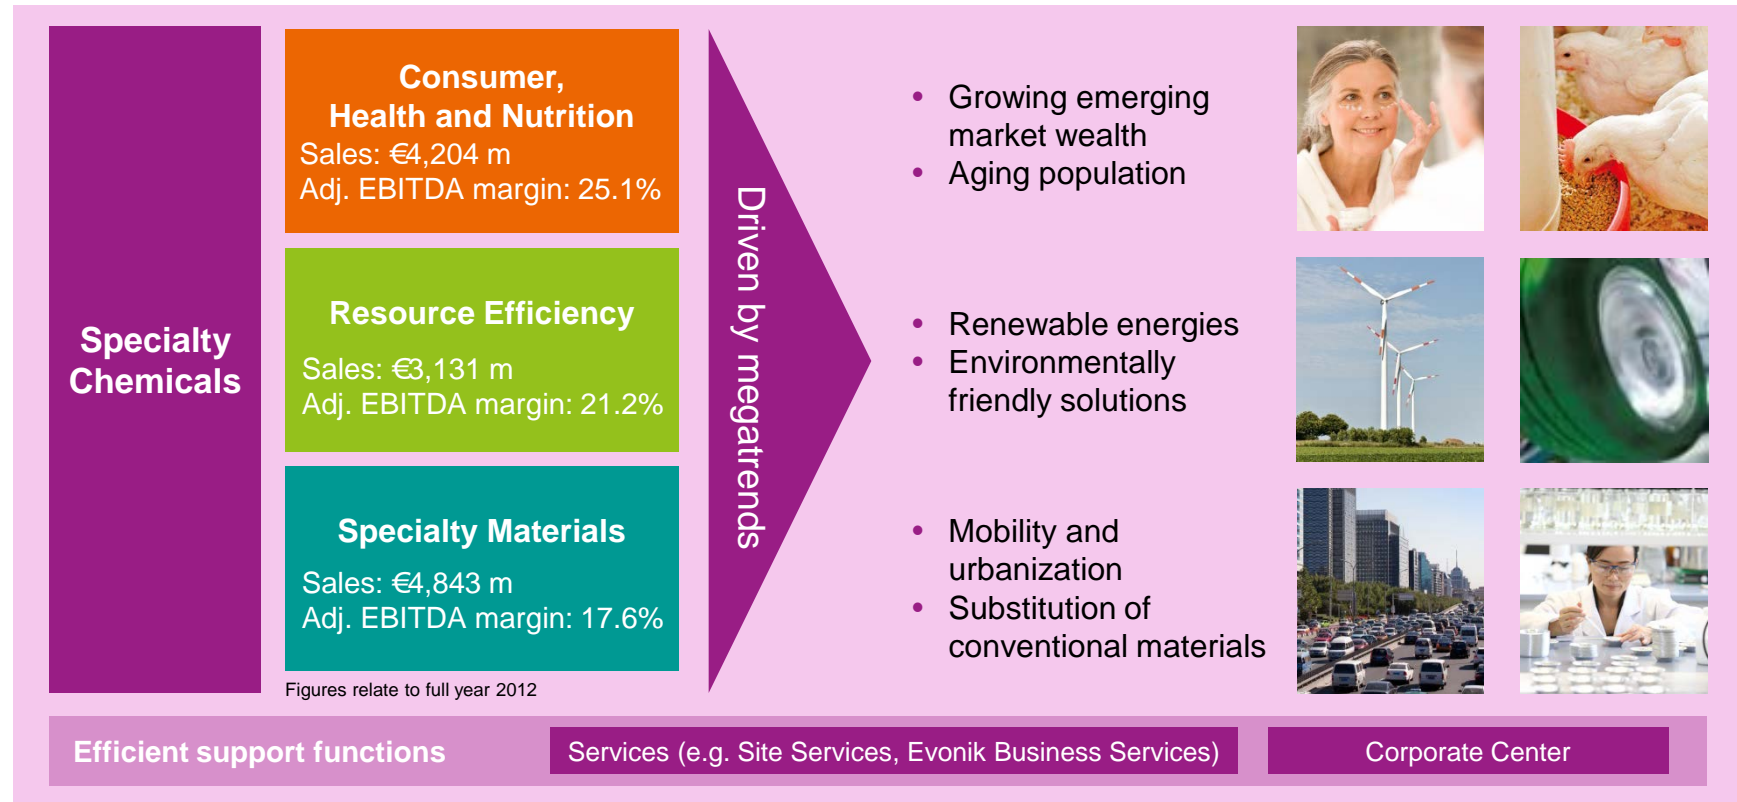 Specialty
Chemicals
Consumer,
Health and Nutrition
Sales: €4,204 m
Adj. EBITDA margin: 25.1%
Resource Efficiency
Sales: €3,131 m
Adj. EBITDA margin: 21.2%
Specialty Materials
Sales: €4,843 m
Adj. EBITDA margin: 17.6%
Figures relate to full year 2012
Driven by megatrends
• Growing emerging
market wealth
• Aging population
• Renewable energies
• Environmentally
friendly solutions
• Mobility and
urbanization
• Substitution of
conventional materials
Efficient support functions
Services (e.g. Site Services, Evonik Business Services)
Corporate Center